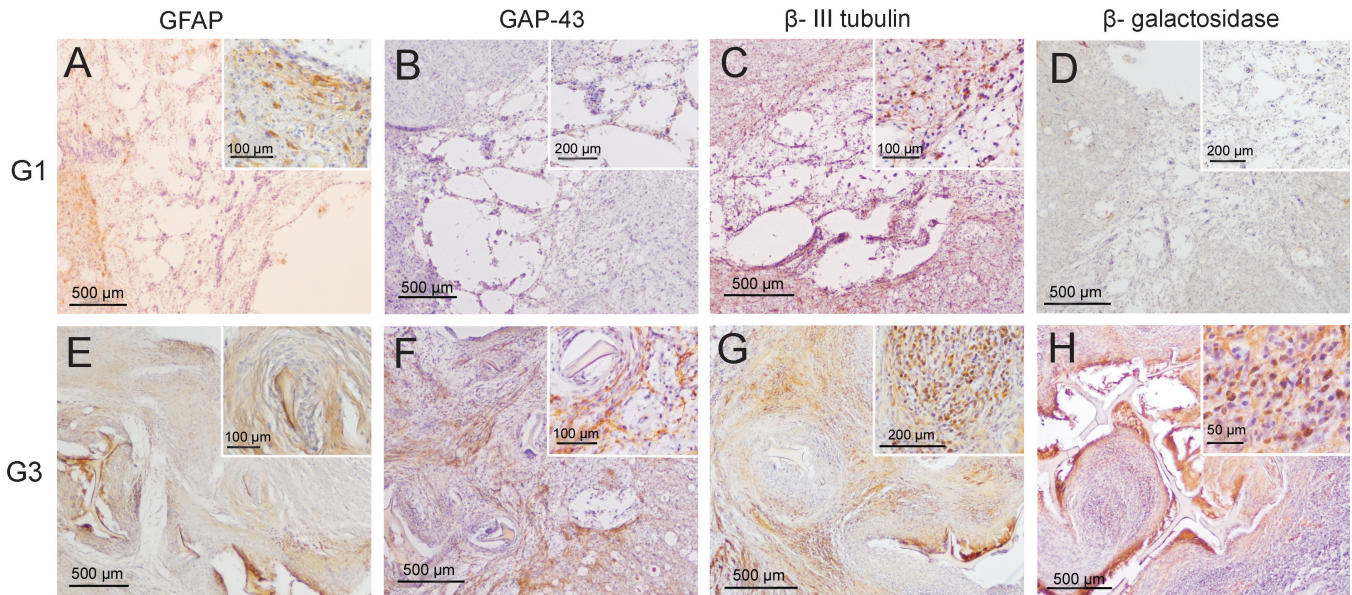 GFAP GAP-43 β- III tubulin β- galactosidase
G1
A 100 µm 500 µm
B 200 µm 500 µm
C 100 µm 500 µm
D 200 µm 500 µm
G3
E 100 µm 500 µm
F 100 µm 500 µm
G 200 µm 500 µm
H 50 µm 500 µm